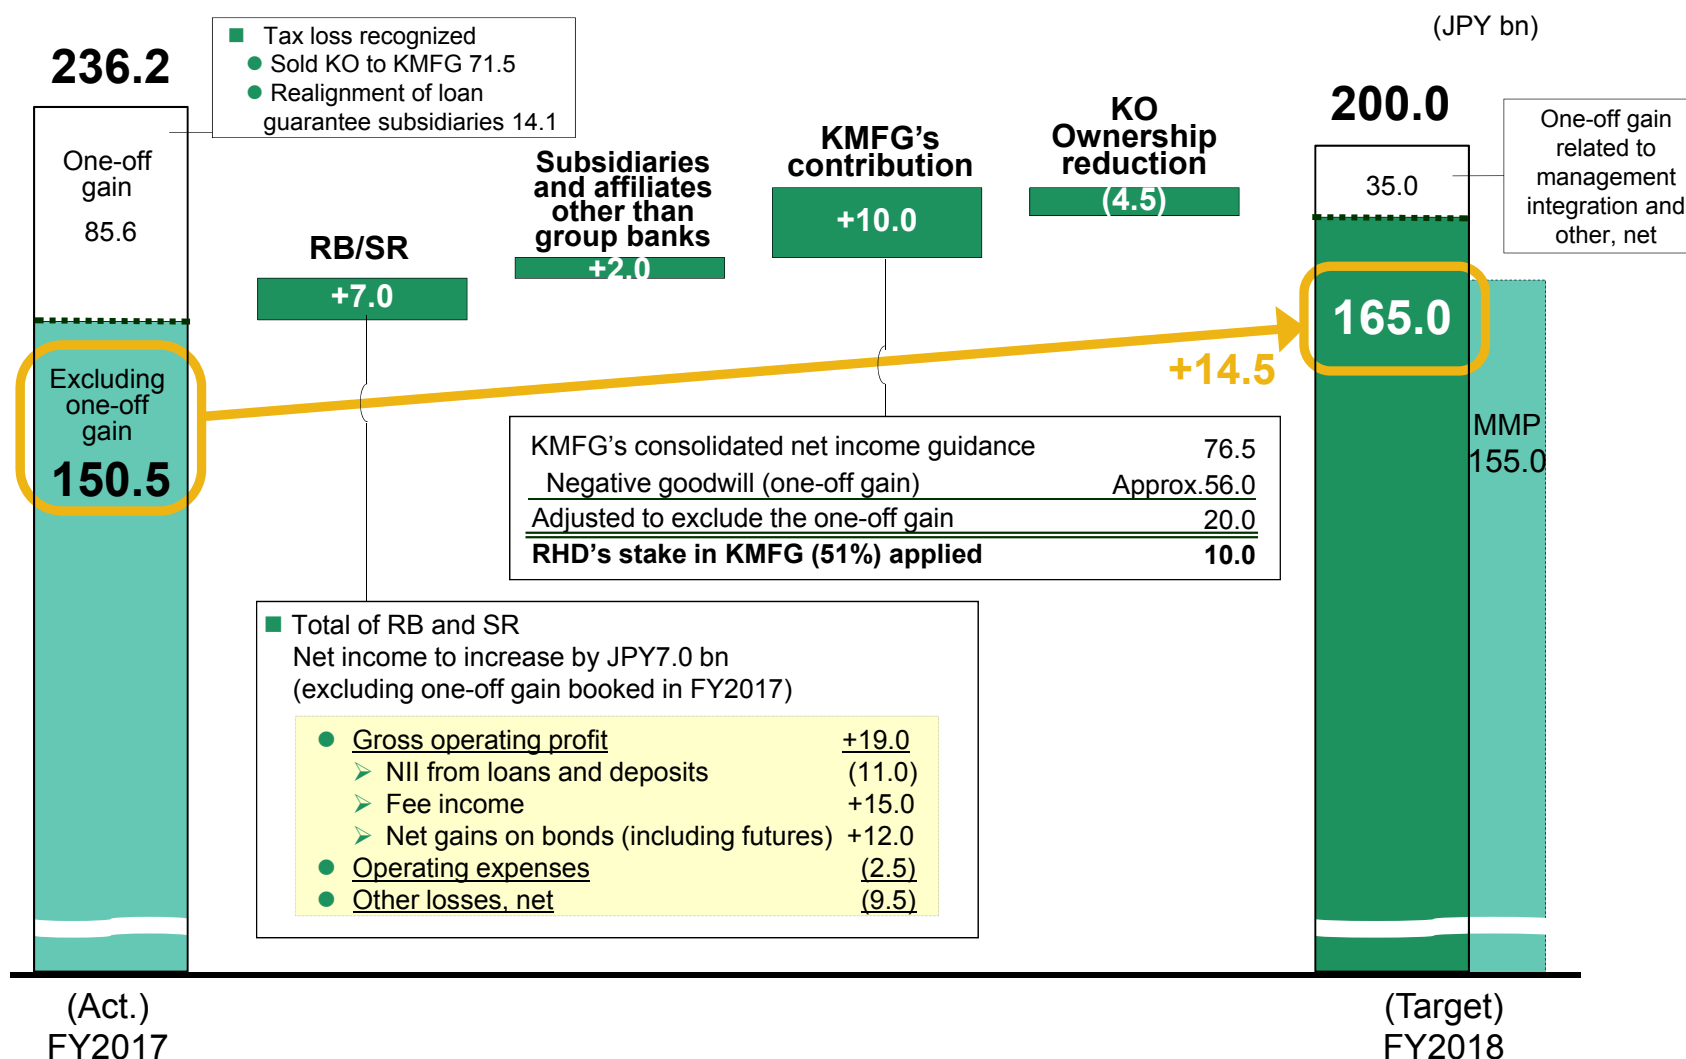 (JPY bn)
236.2
Tax loss recognized
Sold KO to KMFG 71.5
Realignment of loan
guarantee subsidiaries 14.1
One-off
gain
85.6
Excluding
one-off
gain
150.5
RB/SR
+7.0
Subsidiaries
and affiliates
other than
group banks
+2.0
KMFG's
contribution
+10.0
KO
Ownership
reduction
(4.5)
200.0
35.0
One-off gain
related to
management
integration and
other, net
165.0
+14.5
MMP
155.0
KMFG's consolidated net income guidance 76.5
Negative goodwill (one-off gain) Approx.56.0
Adjusted to exclude the one-off gain 20.0
RHD's stake in KMFG (51%) applied 10.0
Total of RB and SR
Net income to increase by JPY7.0 bn
(excluding one-off gain booked in FY2017)
Gross operating profit +19.0
NII from loans and deposits (11.0)
Fee income +15.0
Net gains on bonds (including futures) +12.0
Operating expenses (2.5)
Other losses, net (9.5)
(Act.)
FY2017
(Target)
FY2018